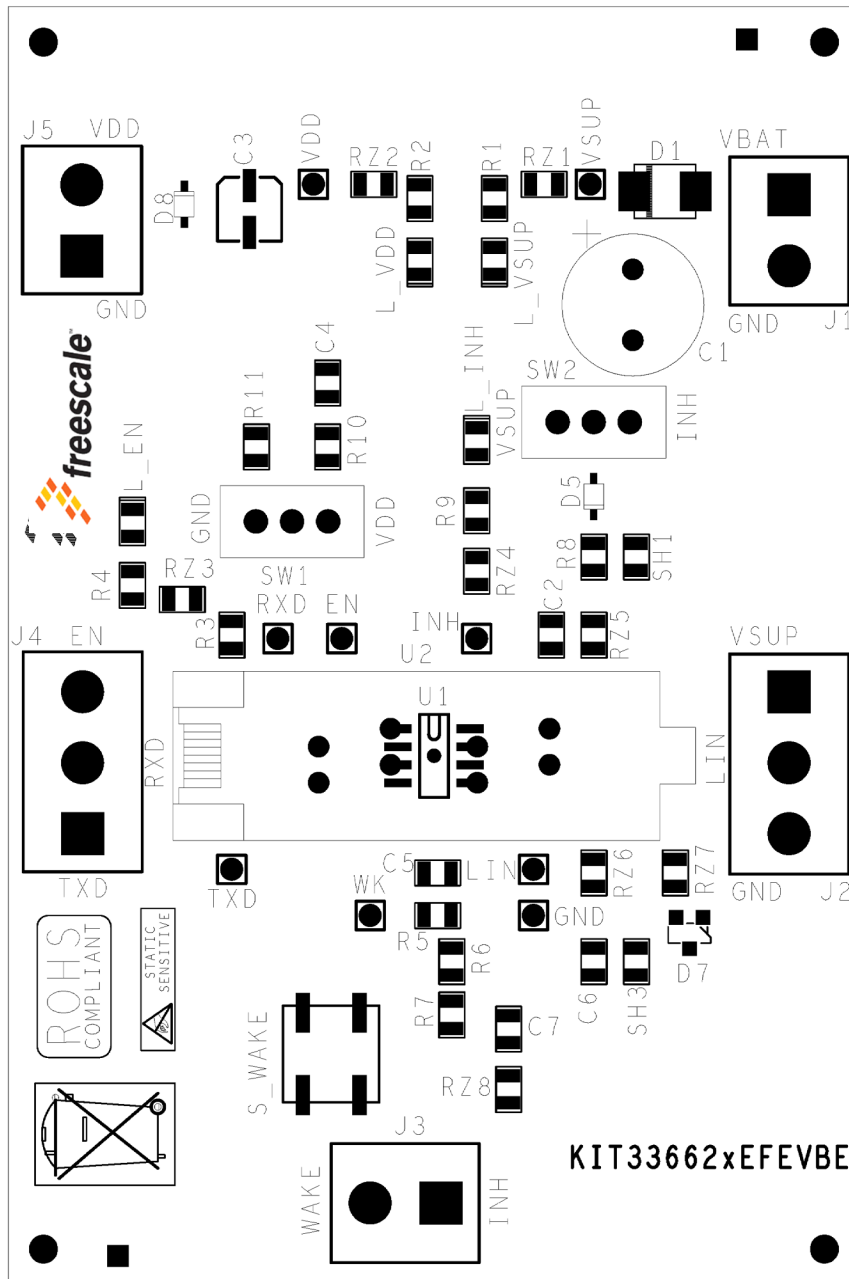 J5 VDD
D8
C3
VDD
RZ2
R2
R1
RZ1
VSUP
D1
VBAT
GND
L_VDD
L_VSUP
C1
GND
J1
freescale™
L_EN
R11
C4
R10
L_INH
VSUP
SW2
INH
R9
D5
GND
VDD
SW1
R4
RZ3
RZ4
R8
SH1
J4 EN
R3
RXD
EN
INH
C2
RZ5
VSUP
U2
U1
RXD
LIN
TXD
TXD
C5
LIN
RZ6
RZ7
GND
J2
WK
GND
R5
R6
D7
C6
SH3
R7
C7
RZ8
ROHS
COMPLIANT
STATIC
SENSITIVE
S_WAKE
J3
WAKE
INH
KIT33662xEFEVBE